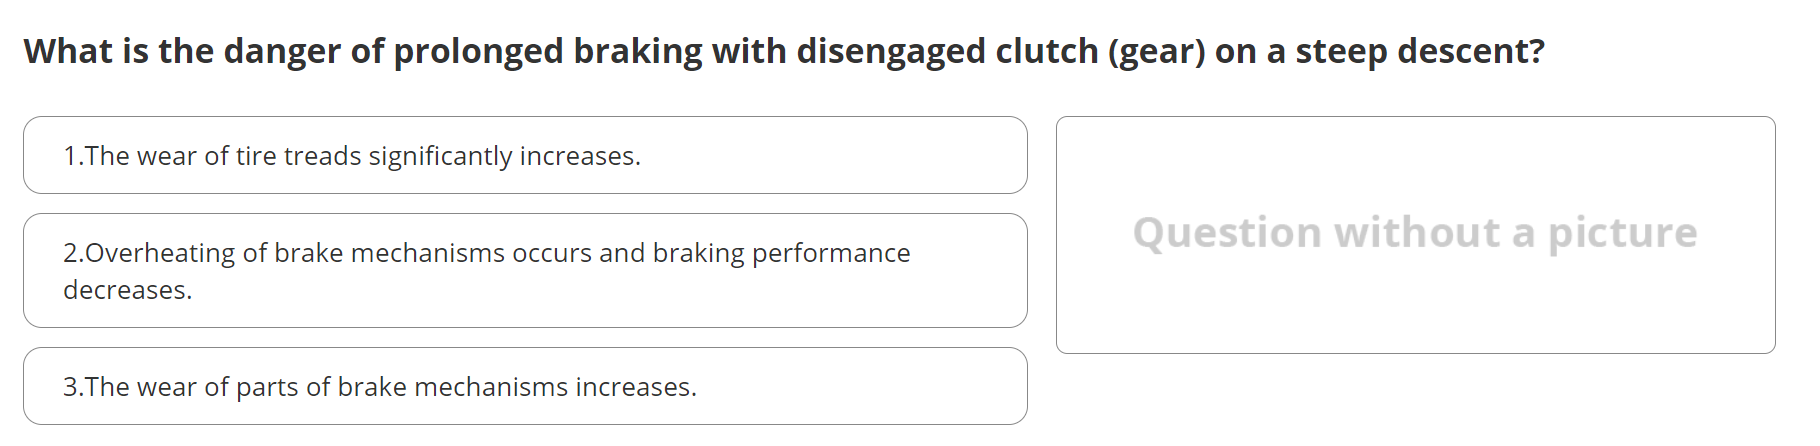 What is the danger of prolonged braking with disengaged clutch (gear) on a steep descent?
1.The wear of tire treads significantly increases.
2.Overheating of brake mechanisms occurs and braking performance
decreases.
3.The wear of parts of brake mechanisms increases.
Question without a picture